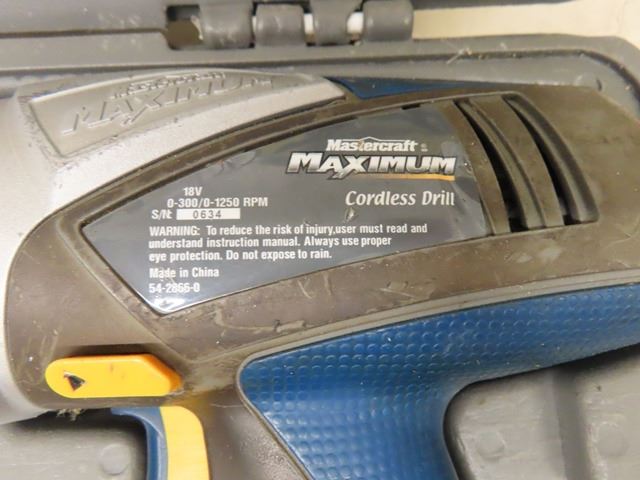 Mastercraft
MAXIMUM
Mastercraft
MAXIMUM
Cordless Drill
18V
0-300/0-1250 RPM
S/N: 0634
WARNING: To reduce the risk of injury,user must read and
understand instruction manual. Always use proper
eye protection. Do not expose to rain.
Made in China
54-2866-0